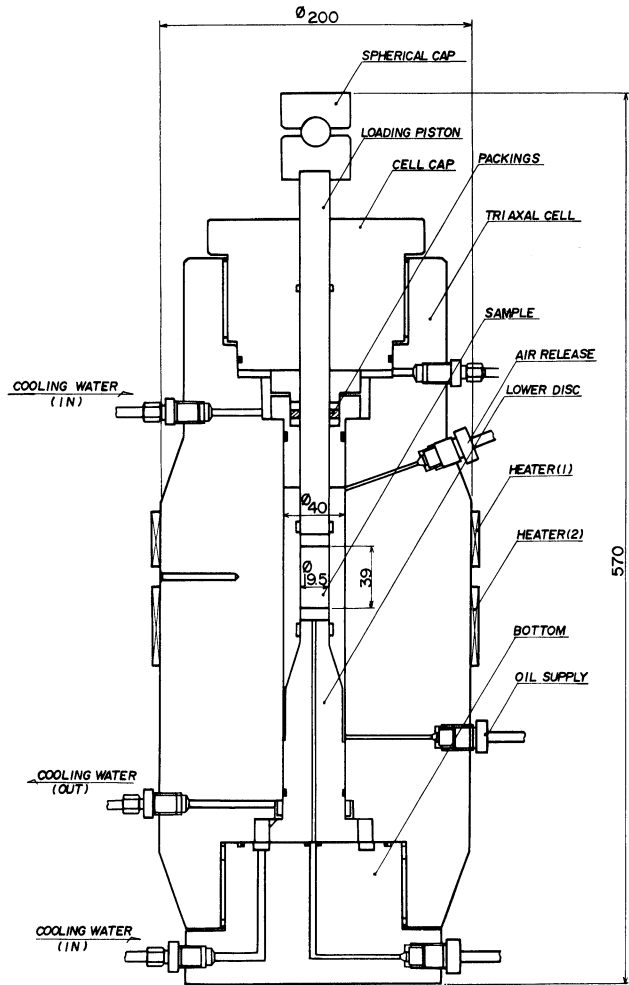 Ø200
SPHERICAL CAP
LOADING PISTON
PACKINGS
CELL CAP
TRIAXAL CELL
SAMPLE
AIR RELEASE
COOLING WATER
(IN)
LOWER DISC
HEATER(1)
Ø40
HEATER(2)
570
Ø
19.5
39
BOTTOM
OIL SUPPLY
COOLING WATER
(OUT)
COOLING WATER
(IN)